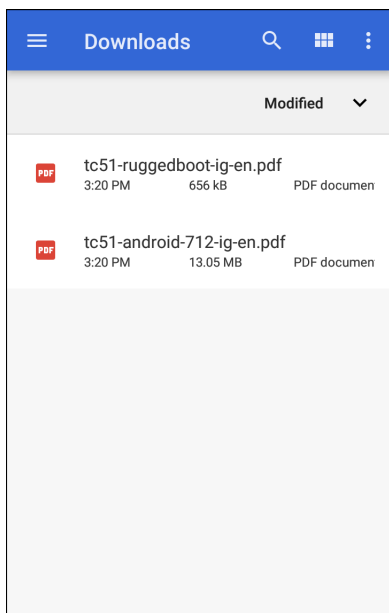 Downloads
Modified
PDF
tc51-ruggedboot-ig-en.pdf
3:20 PM 656 kB PDF documen
PDF
tc51-android-712-ig-en.pdf
3:20 PM 13.05 MB PDF documen